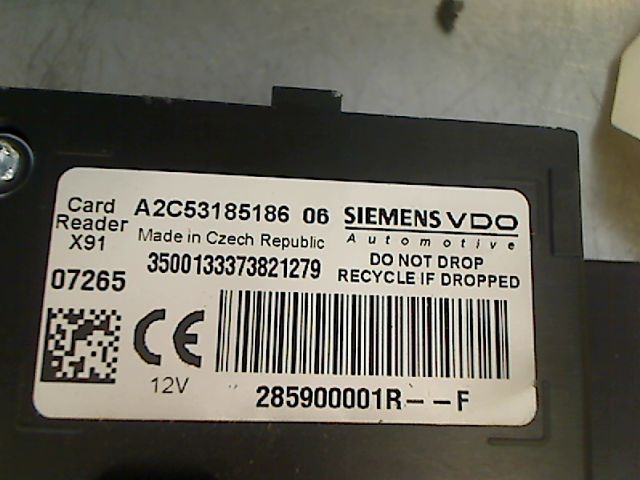 Card
Reader
X91
07265
A2C53185186 06
Made in Czech Republic
3500133373821279
SIEMENS VDO
Automotive
DO NOT DROP
RECYCLE IF DROPPED
CE
12V
285900001R--F